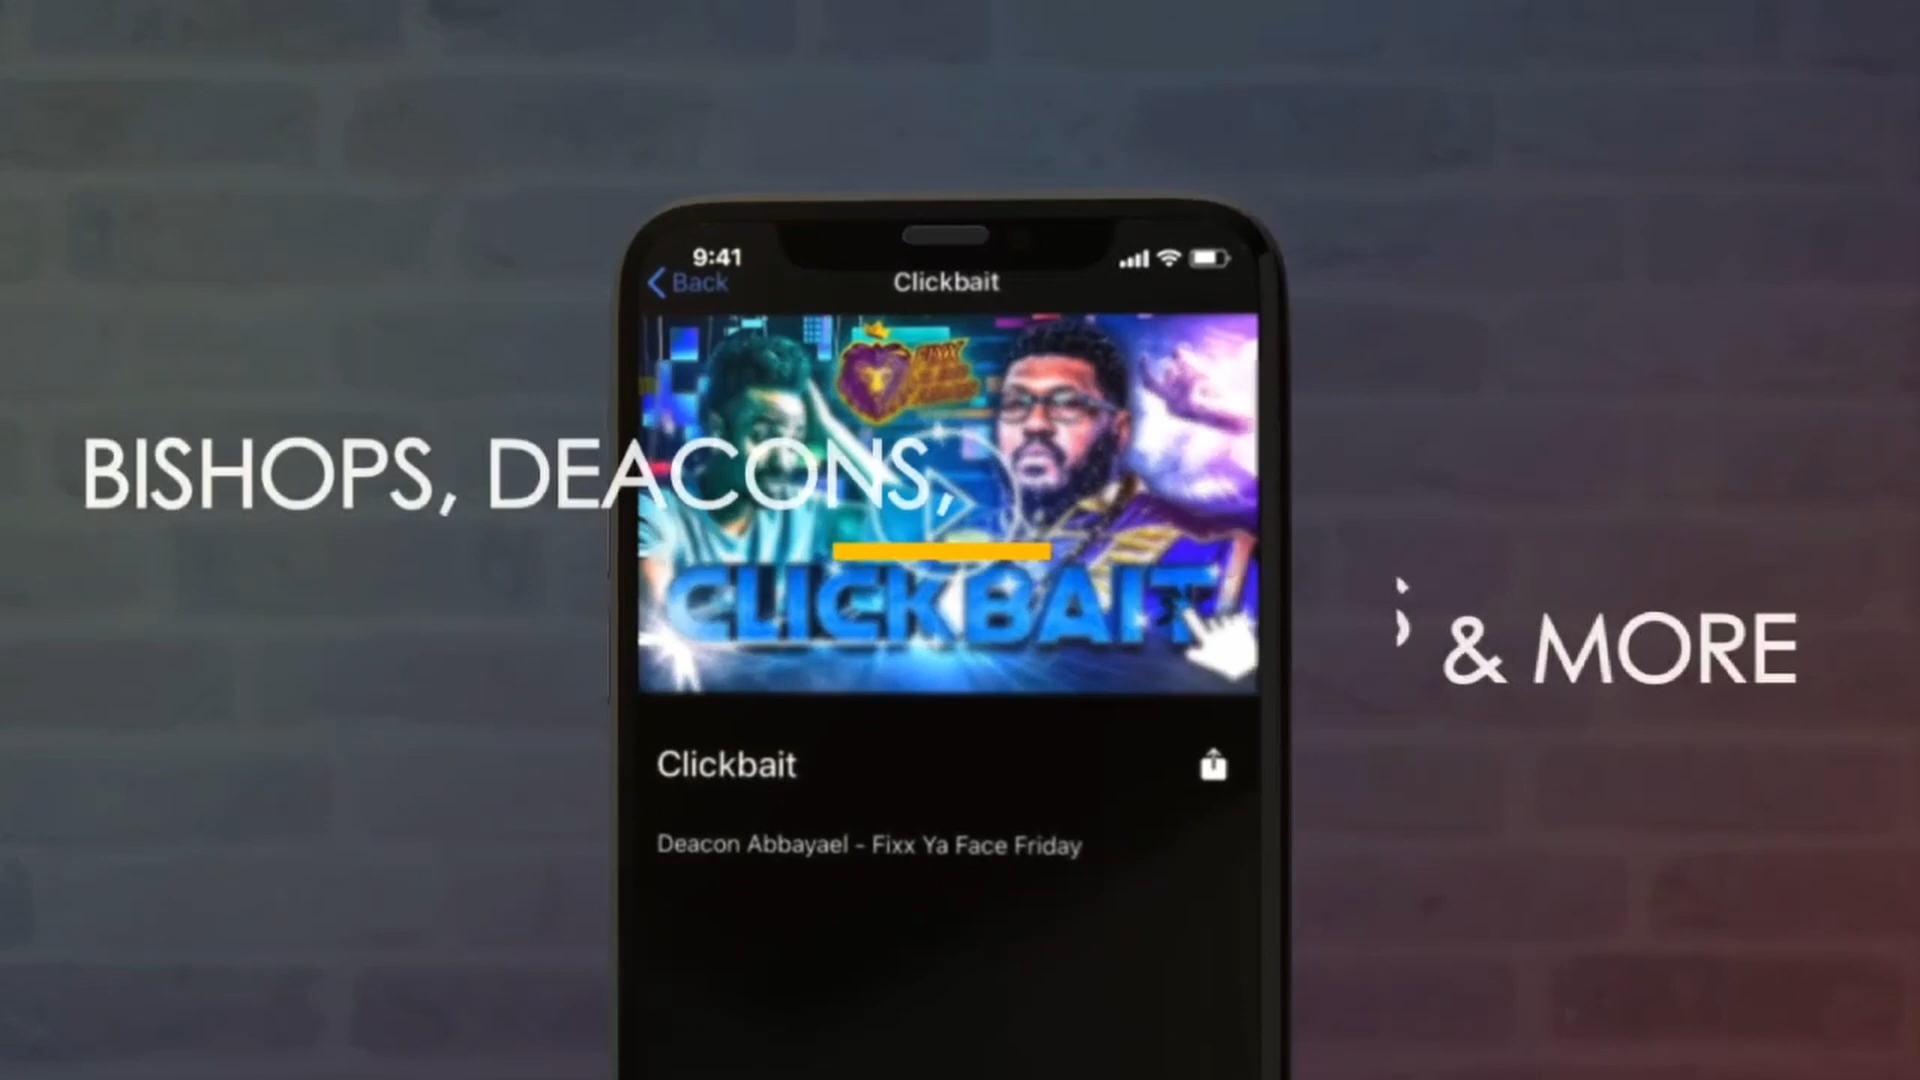 9:41
Back
Clickbait
BISHOPS, DEACONS,
CLICKBAIT
& MORE
Clickbait
Deacon Abbayael - Fixx Ya Face Friday